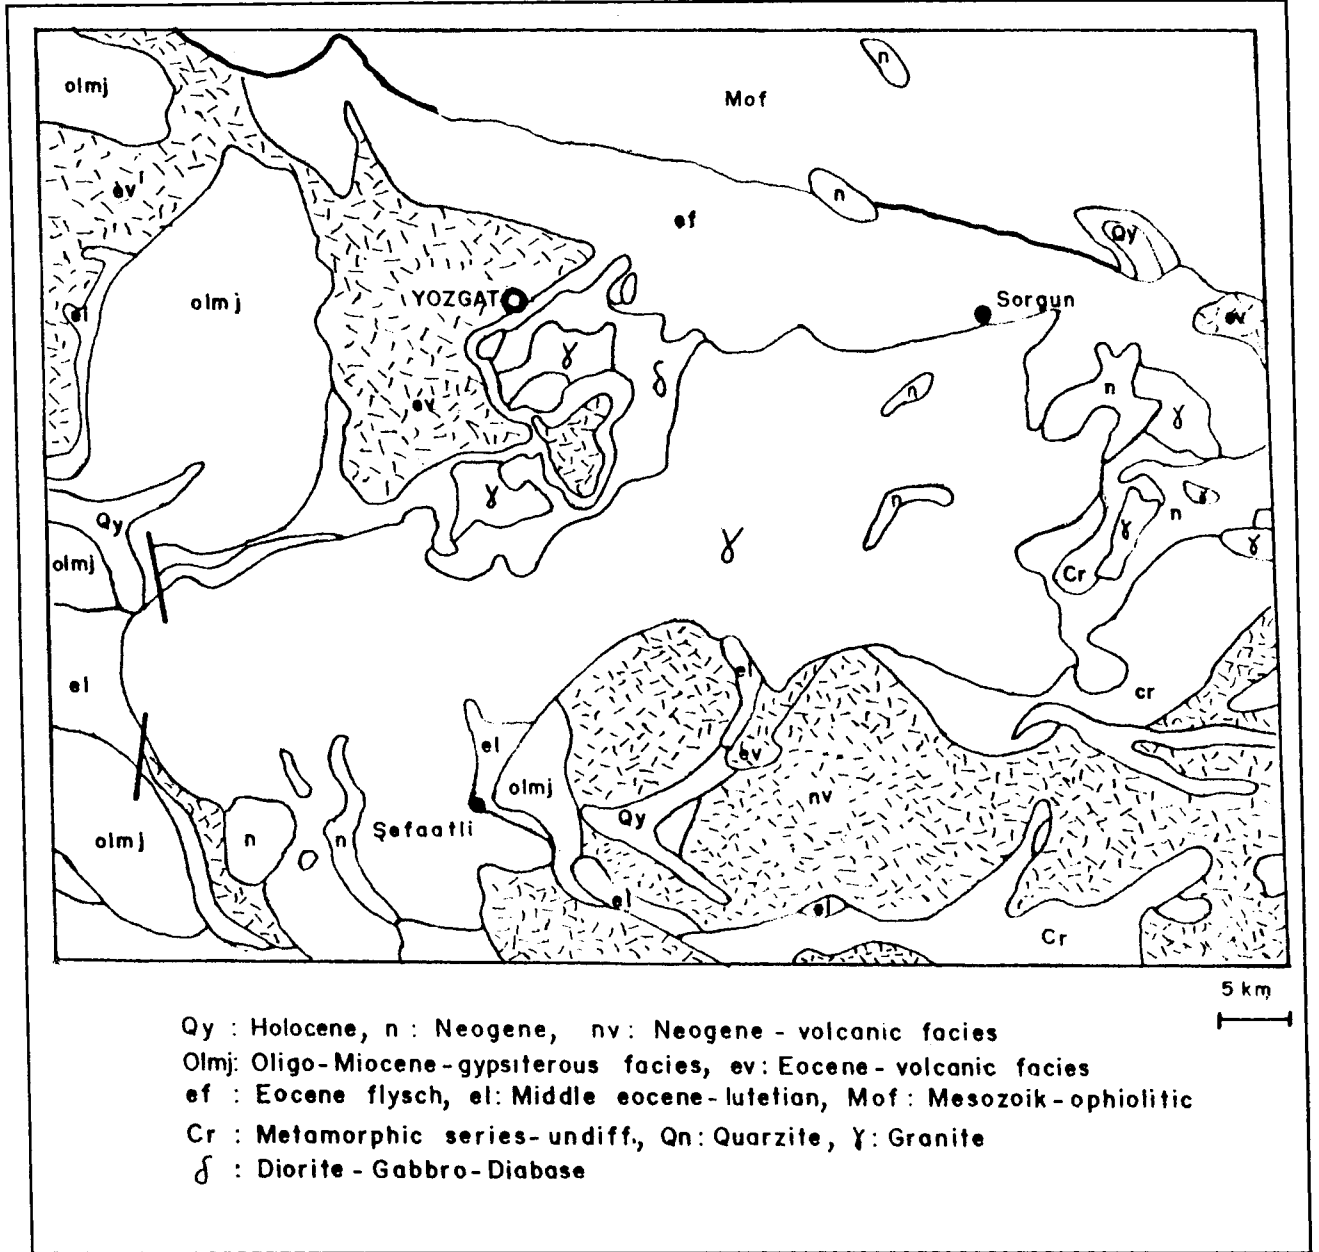 n
olmj
Mof
ev
n
ef
Qy
olmj
YOZGAT
Sorgun
el
ev
γ
δ
n
n
ev
γ
γ
n
Qy
γ
n
γ
γ
olmj
γ
Cr
el
el
cr
el
ev
olmj
nv
Qy
olmj
n
n
Şefaatli
el
el
Cr
5 km
Qy : Holocene, n : Neogene, nv : Neogene - volcanic facies
Olmj: Oligo-Miocene-gypsiterous facies, ev: Eocene- volcanic facies
ef : Eocene flysch, el: Middle eocene-lutetian, Mof : Mesozoik-ophiolitic
Cr : Metamorphic series-undiff., Qn: Quarzite, γ: Granite
δ : Diorite - Gabbro-Diabase